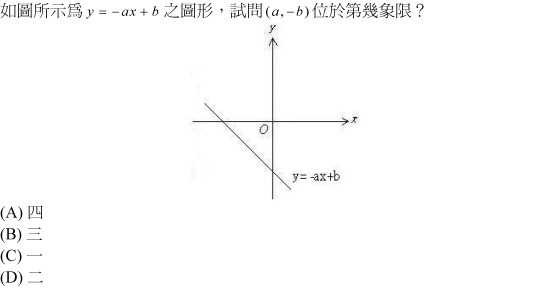 如圖所示為 y = -ax + b 之圖形，試問 (a, -b) 位於第幾象限？
y
x
O
y= -ax+b
(A) 四
(B) 三
(C) 一
(D) 二